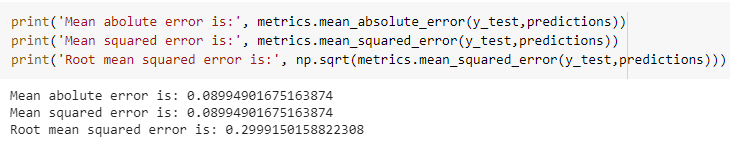 print('Mean abolute error is:', metrics.mean_absolute_error(y_test,predictions))
print('Mean squared error is:', metrics.mean_squared_error(y_test,predictions))
print('Root mean squared error is:', np.sqrt(metrics.mean_squared_error(y_test,predictions)))
Mean abolute error is: 0.08994901675163874
Mean squared error is: 0.08994901675163874
Root mean squared error is: 0.2999150158822308